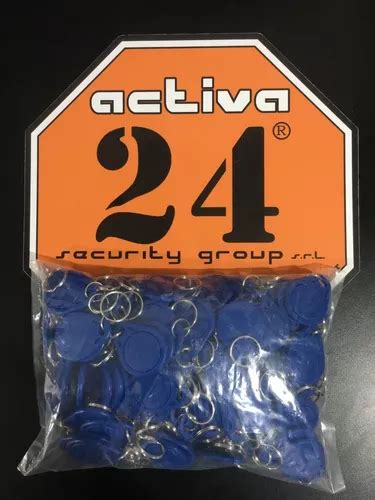 activa
24®
security group s.r.l.